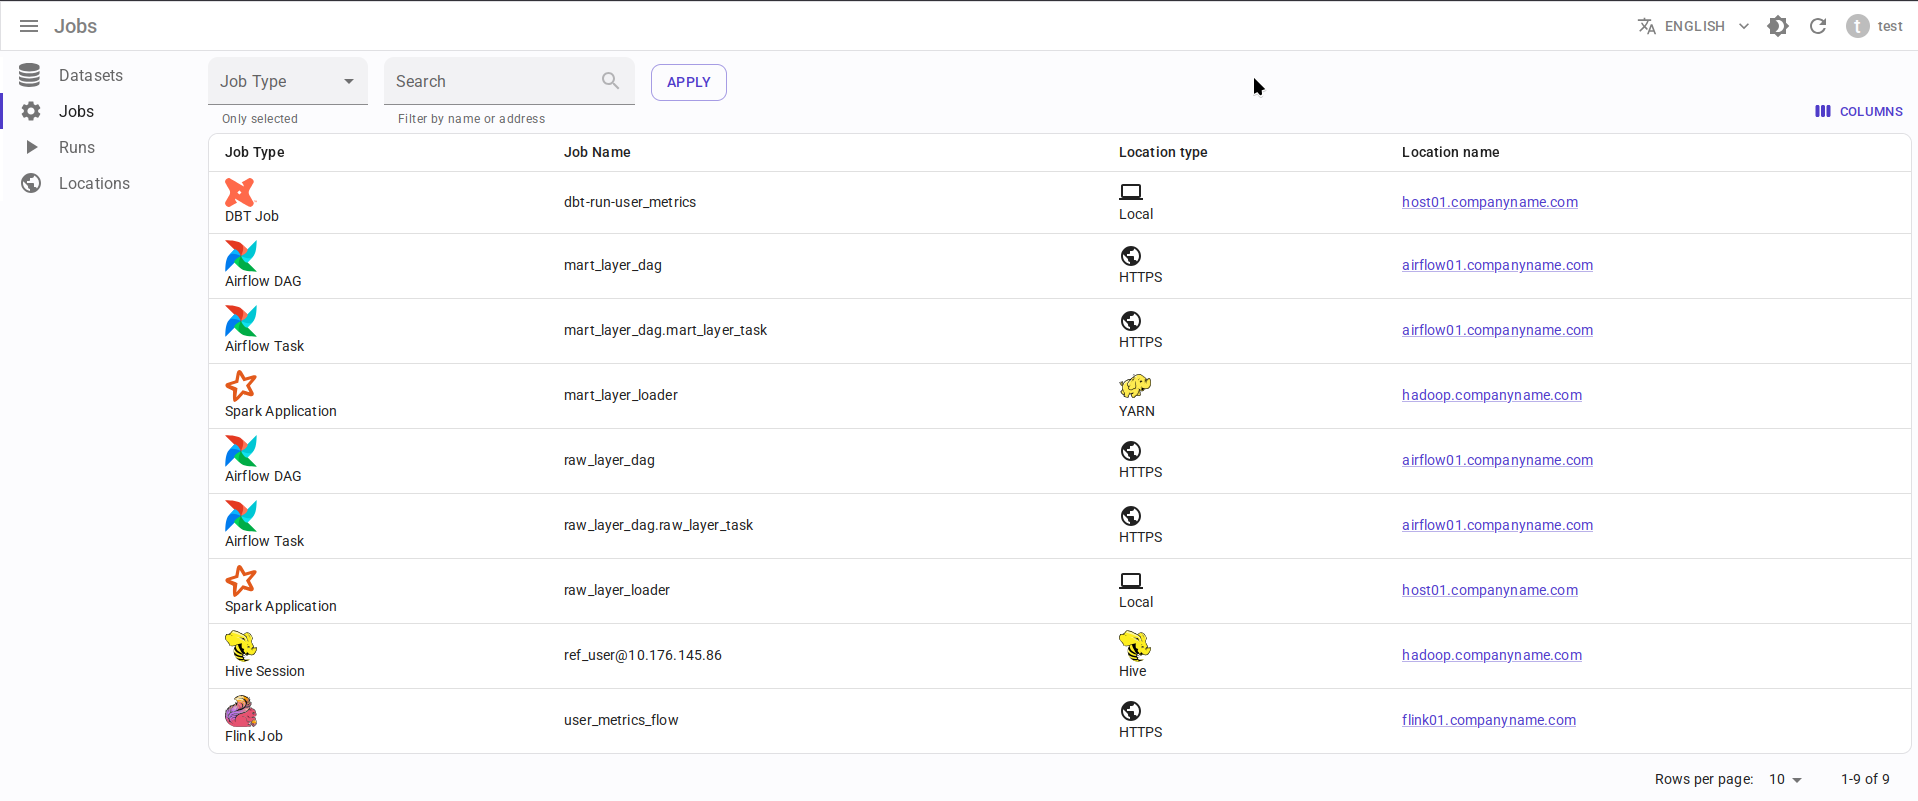 Jobs
ENGLISH
t
test
Datasets
Jobs
Runs
Locations
Job Type
Search
APPLY
Only selected
Filter by name or address
COLUMNS
Job Type Job Name Location type Location name
DBT Job dbt-run-user_metrics Local host01.companyname.com
Airflow DAG mart_layer_dag HTTPS airflow01.companyname.com
Airflow Task mart_layer_dag.mart_layer_task HTTPS airflow01.companyname.com
Spark Application mart_layer_loader YARN hadoop.companyname.com
Airflow DAG raw_layer_dag HTTPS airflow01.companyname.com
Airflow Task raw_layer_dag.raw_layer_task HTTPS airflow01.companyname.com
Spark Application raw_layer_loader Local host01.companyname.com
Hive Session ref_user@10.176.145.86 Hive hadoop.companyname.com
Flink Job user_metrics_flow HTTPS flink01.companyname.com
Rows per page: 10 1-9 of 9